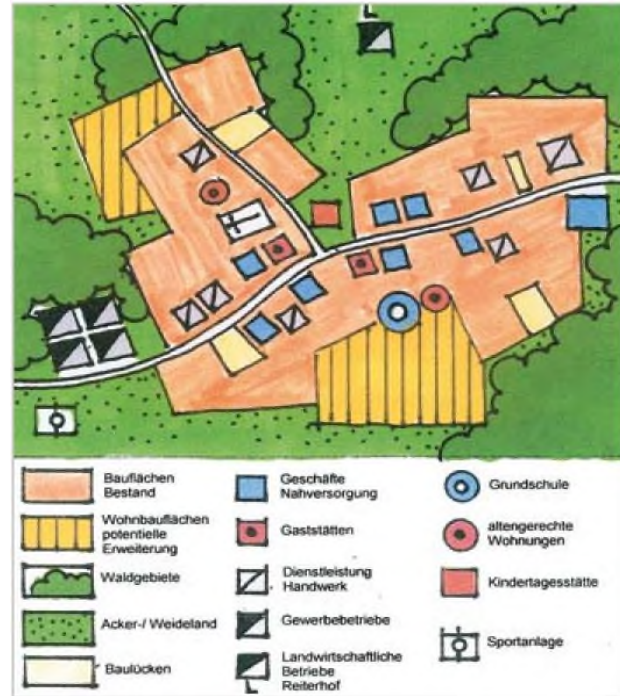 Bauflächen
Bestand
Wohnbauflächen
potentielle
Erweiterung
Waldgebiete
Acker-/ Weideland
Baulücken
Geschäfte
Nahversorgung
Gaststätten
Dienstleistung
Handwerk
Gewerbebetriebe
Landwirtschaftliche
Betriebe
Reiterhof
Grundschule
altengerechte
Wohnungen
Kindertagesstätte
Sportanlage